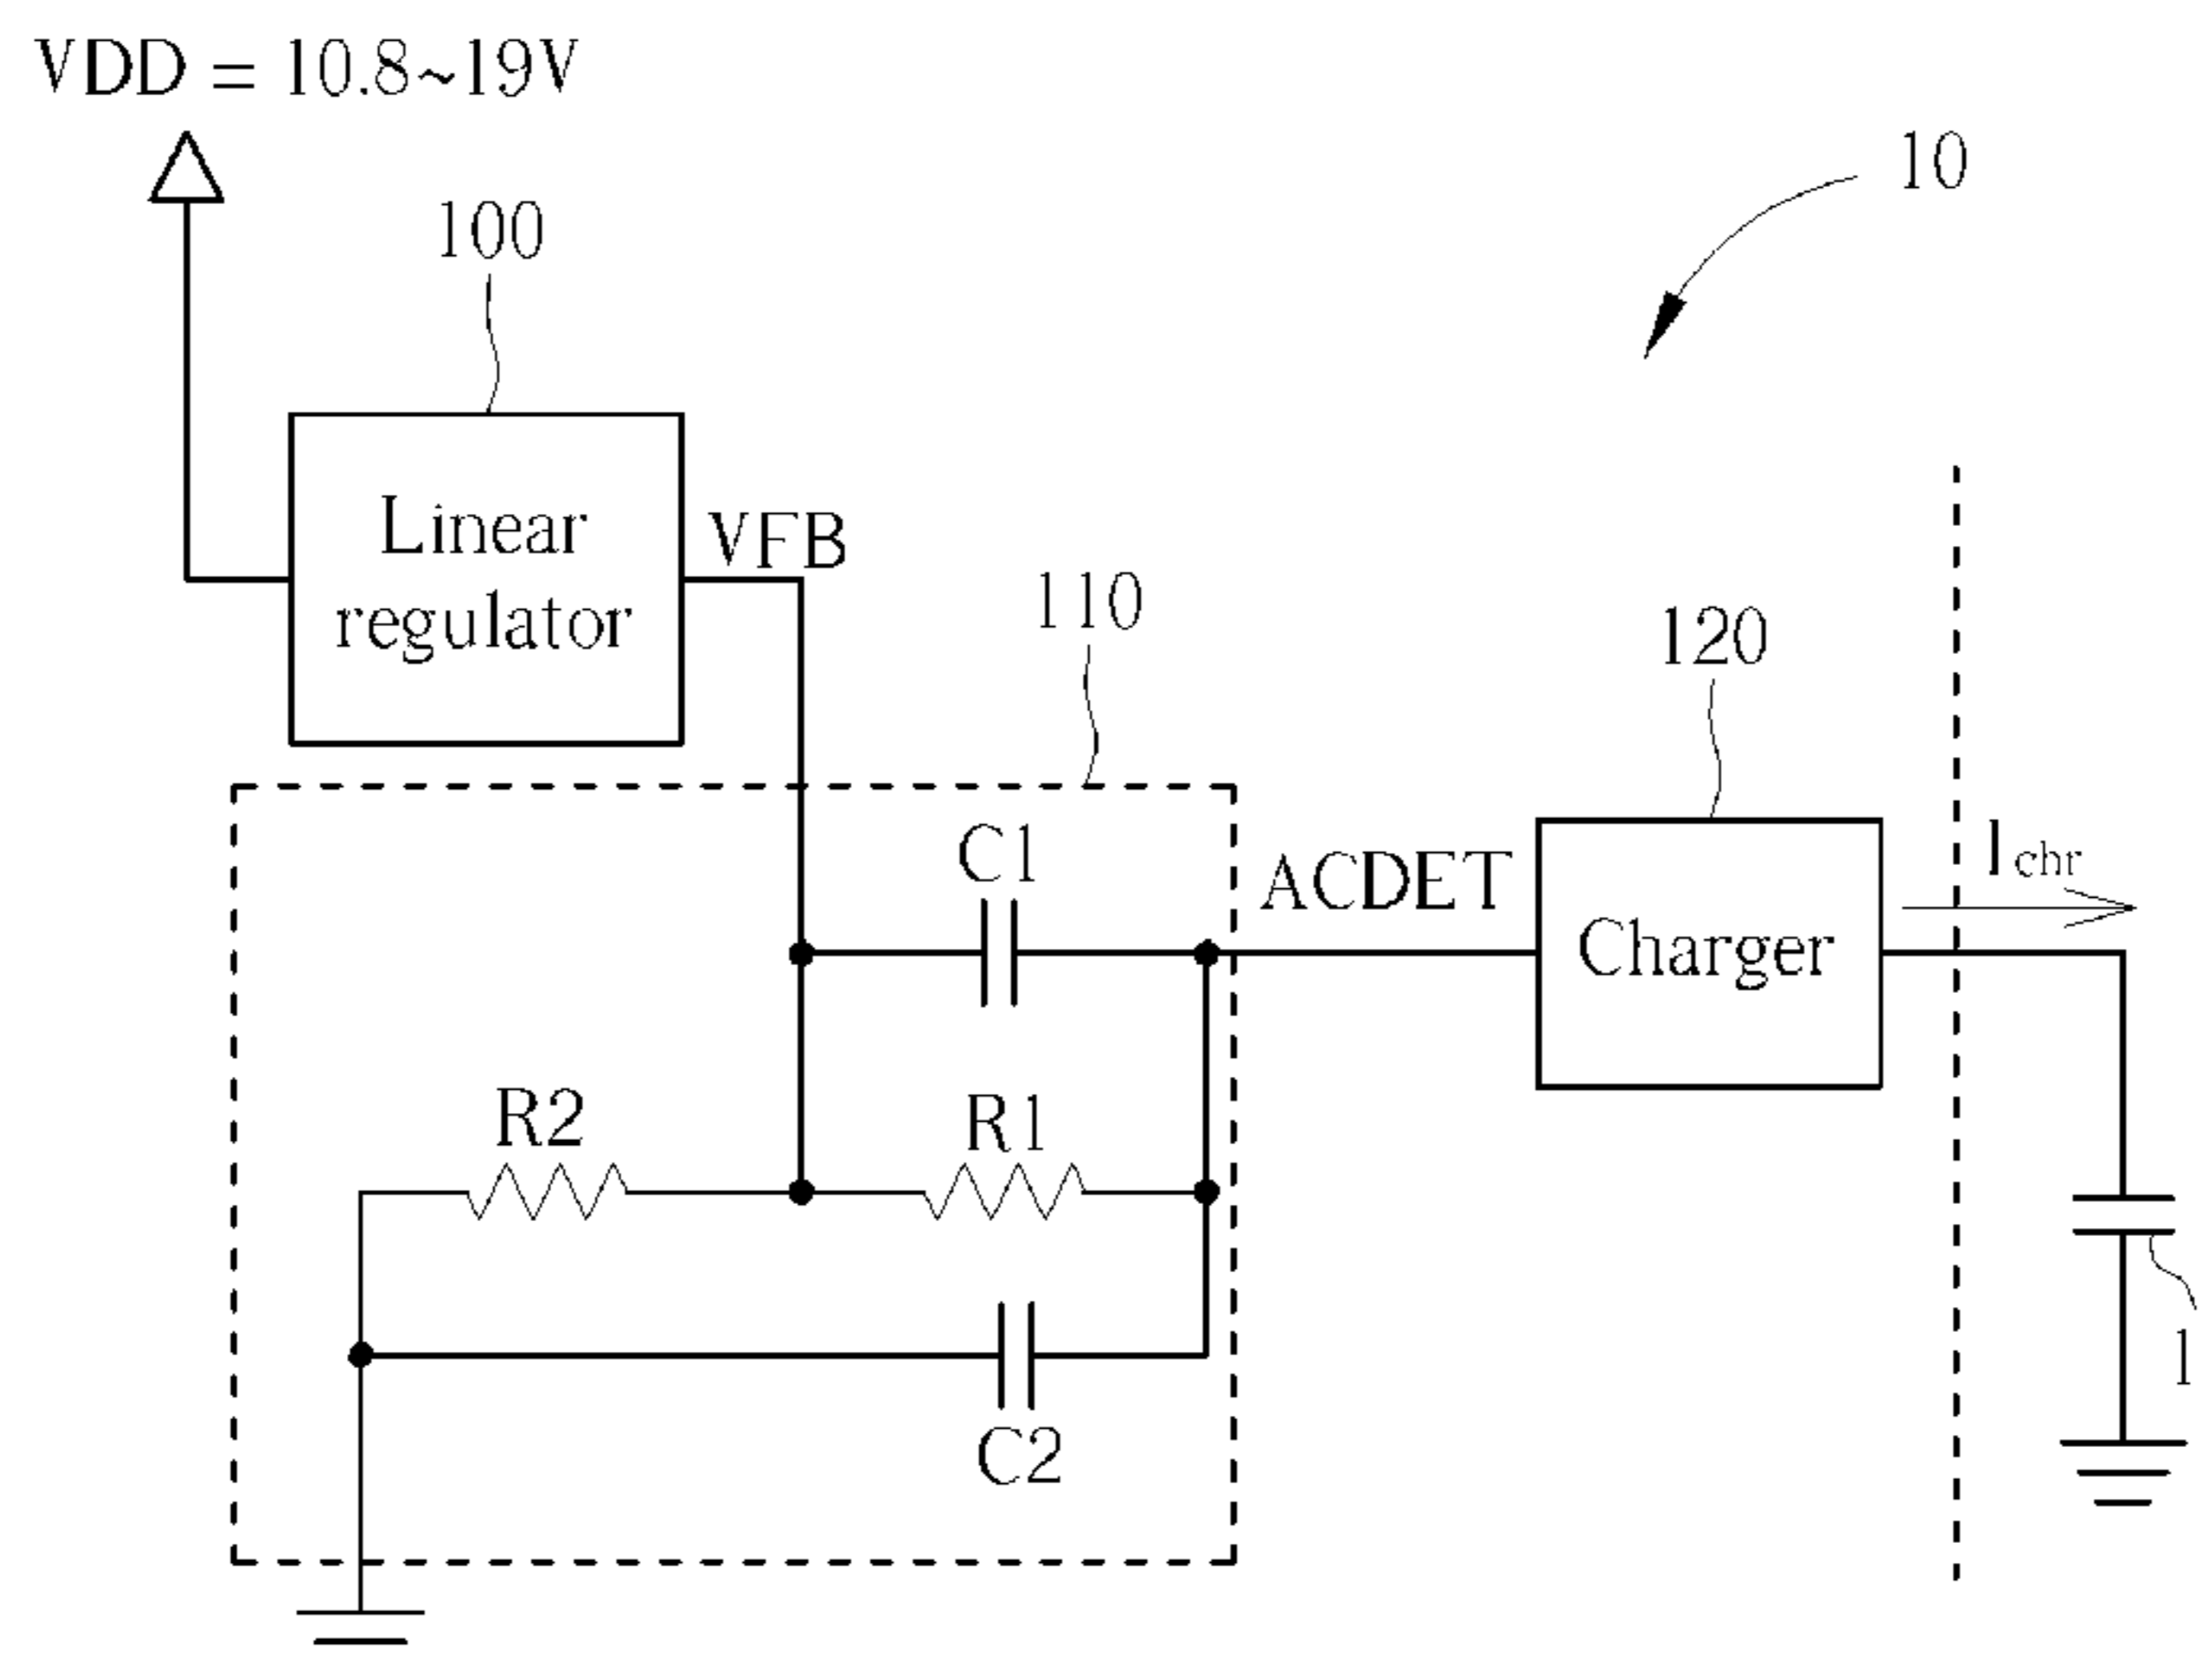 VDD = 10.8~19V
10
100
Linear
regulator
VFB
110
120
C1
ACDET
Charger
Ichr
R2
R1
1
C2